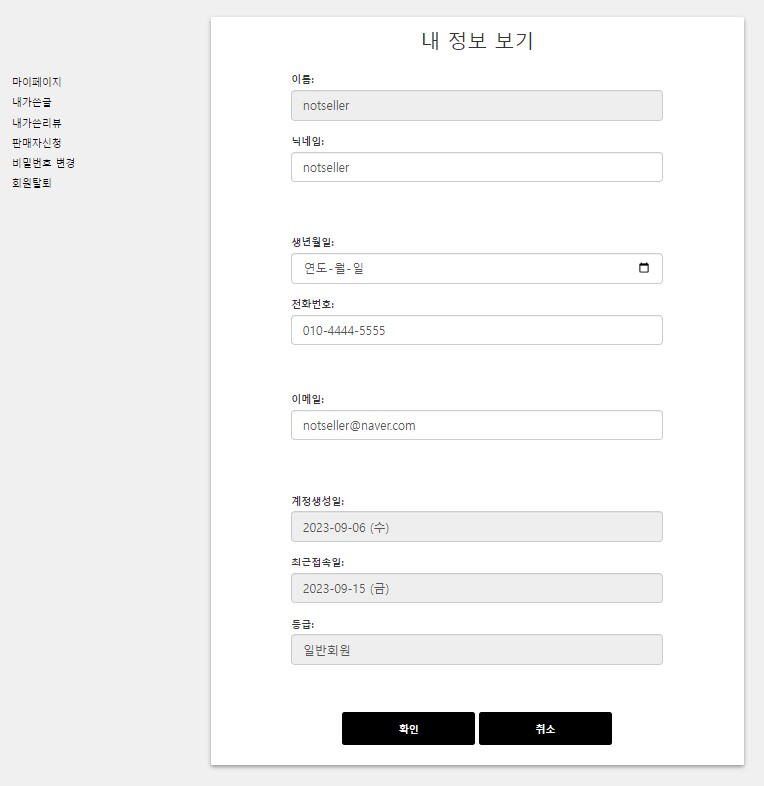 내 정보 보기
마이페이지
내가쓴글
내가쓴리뷰
판매자신청
비밀번호 변경
회원탈퇴
이름:
notseller
닉네임:
notseller
생년월일:
연도-월-일
전화번호:
010-4444-5555
이메일:
notseller@naver.com
계정생성일:
2023-09-06 (수)
최근접속일:
2023-09-15 (금)
등급:
일반회원
확인 취소